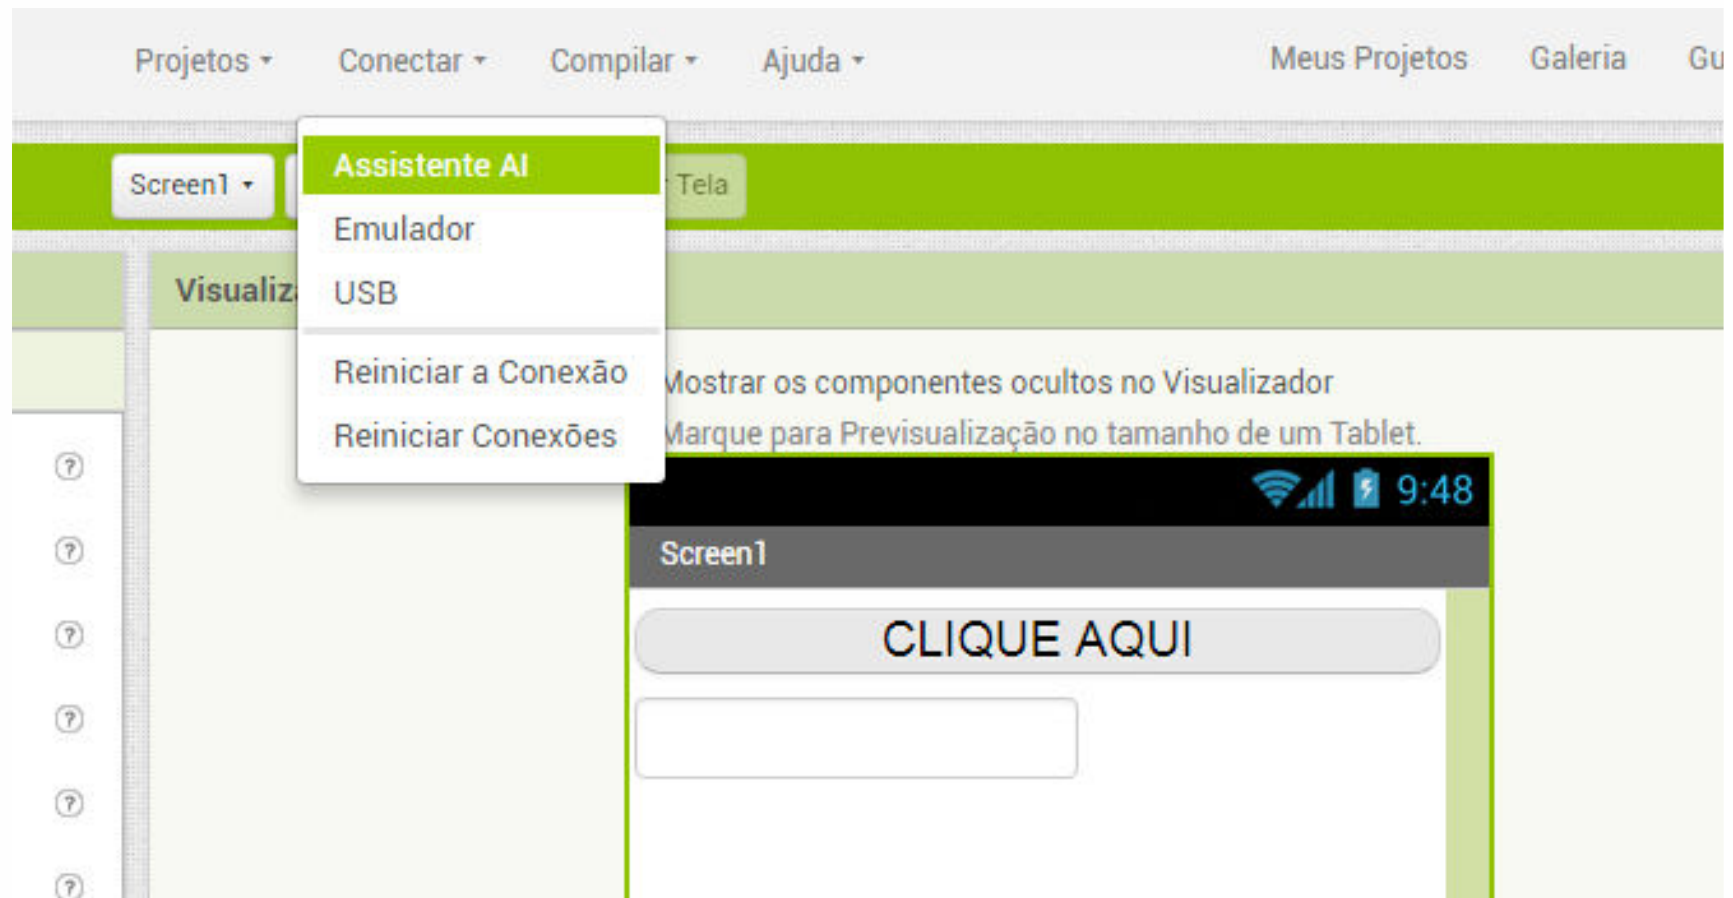 Projetos Conectar Compilar Ajuda Meus Projetos Galeria
Screen1 Tela
Assistente AI
Emulador
USB
Reiniciar a Conexão
Reiniciar Conexões
Mostrar os componentes ocultos no Visualizador
Marque para Previsualização no tamanho de um Tablet.
9:48
Screen1
CLIQUE AQUI